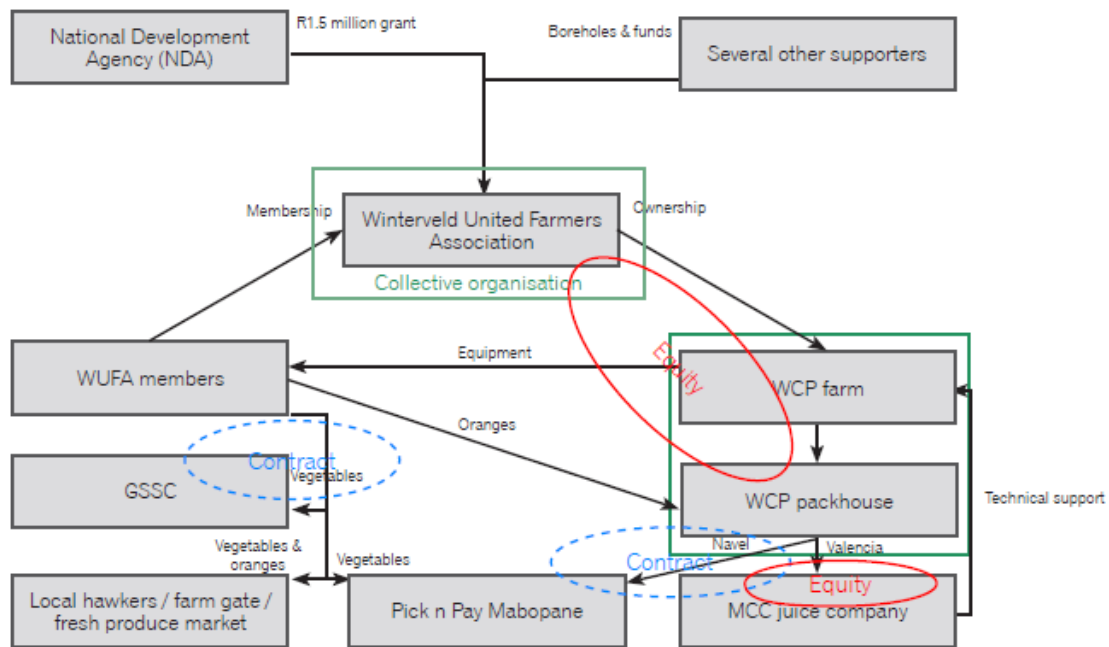 R1.5 million grant
Boreholes & funds
National Development
Agency (NDA)
Several other supporters
Membership
Ownership
Winterveld United Farmers
Association
Collective organisation
Equity
Equipment
WUFA members
WCP farm
Oranges
Contract
Vegetables
GSSC
WCP packhouse
Technical support
Vegetables &
oranges
Vegetables
Navel
Valencia
Contract
Equity
Local hawkers / farm gate /
fresh produce market
Pick n Pay Mabopane
MCC juice company